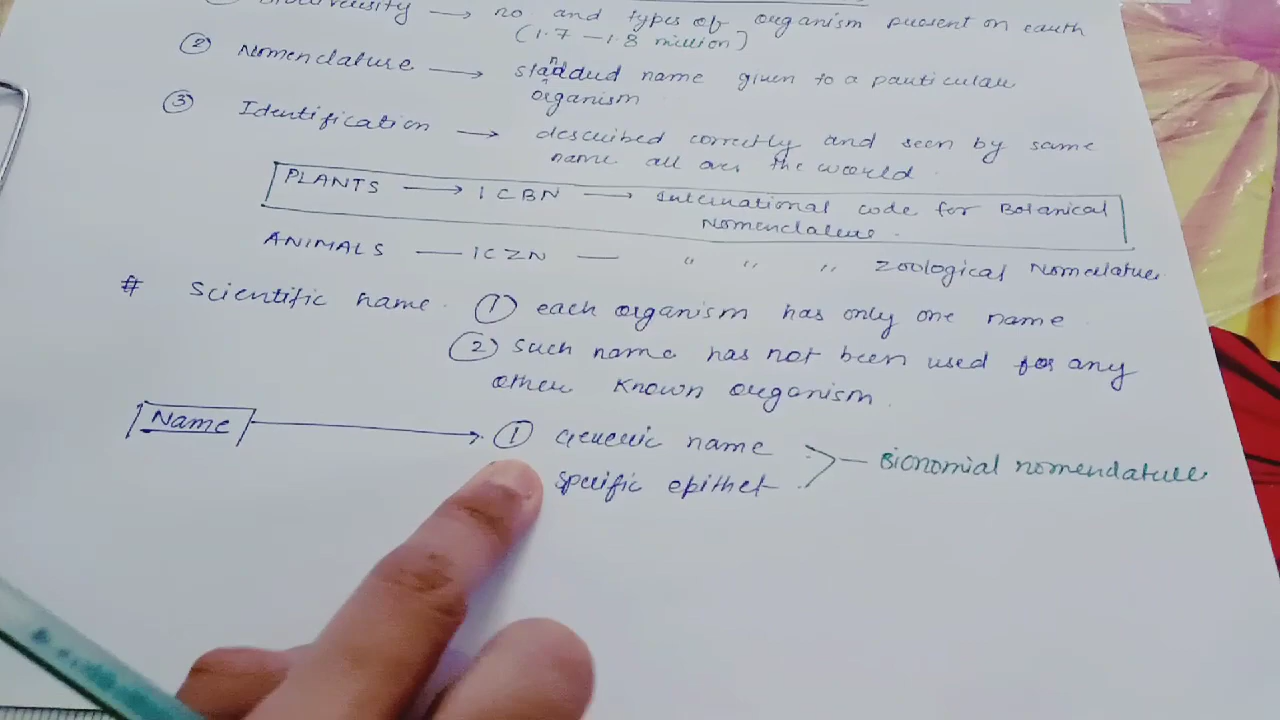 Biodiversity → no and types of organism present on earth
(1.7 – 1.8 million)
② Nomenclature → standdard name given to a particular
organism
③ Identification → described correctly and seen by same
name all over the world.
PLANTS → ICBN → International code for Botanical
Nomenclature.
ANIMALS — ICZN — " " " Zoological Nomenclature
# Scientific name. ① each organism has only one name
② Such name has not been used for any
other known organism.
Name → ① Generic name
Specific epithet
Bionomial nomenclature